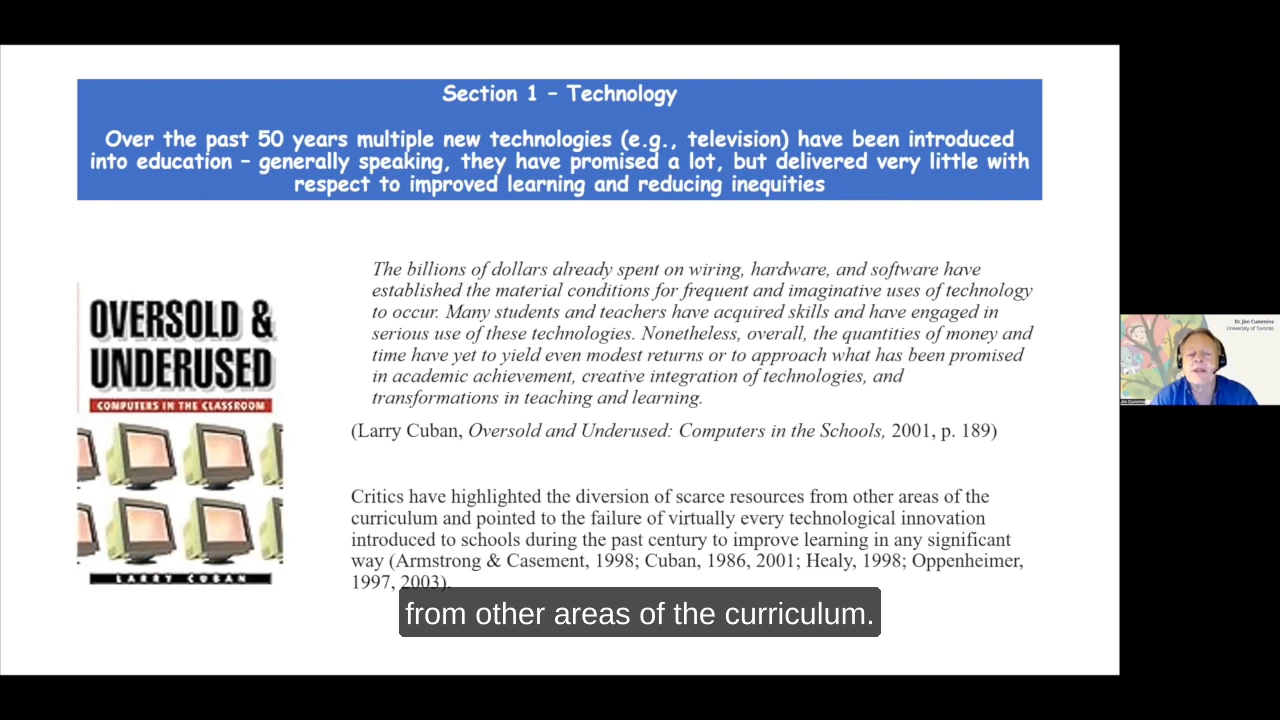 Section 1 – Technology
Over the past 50 years multiple new technologies (e.g., television) have been introduced
into education – generally speaking, they have promised a lot, but delivered very little with
respect to improved learning and reducing inequities
The billions of dollars already spent on wiring, hardware, and software have
established the material conditions for frequent and imaginative uses of technology
to occur. Many students and teachers have acquired skills and have engaged in
serious use of these technologies. Nonetheless, overall, the quantities of money and
time have yet to yield even modest returns or to approach what has been promised
in academic achievement, creative integration of technologies, and
transformations in teaching and learning.
(Larry Cuban, Oversold and Underused: Computers in the Schools, 2001, p. 189)
OVERSOLD &
UNDERUSED
COMPUTERS IN THE CLASSROOM
LARRY CUBAN
Critics have highlighted the diversion of scarce resources from other areas of the
curriculum and pointed to the failure of virtually every technological innovation
introduced to schools during the past century to improve learning in any significant
way (Armstrong & Casement, 1998; Cuban, 1986, 2001; Healy, 1998; Oppenheimer,
1997, 2003).
from other areas of the curriculum.
Dr. Jim Cummins
University of Toronto
Jim Cummins